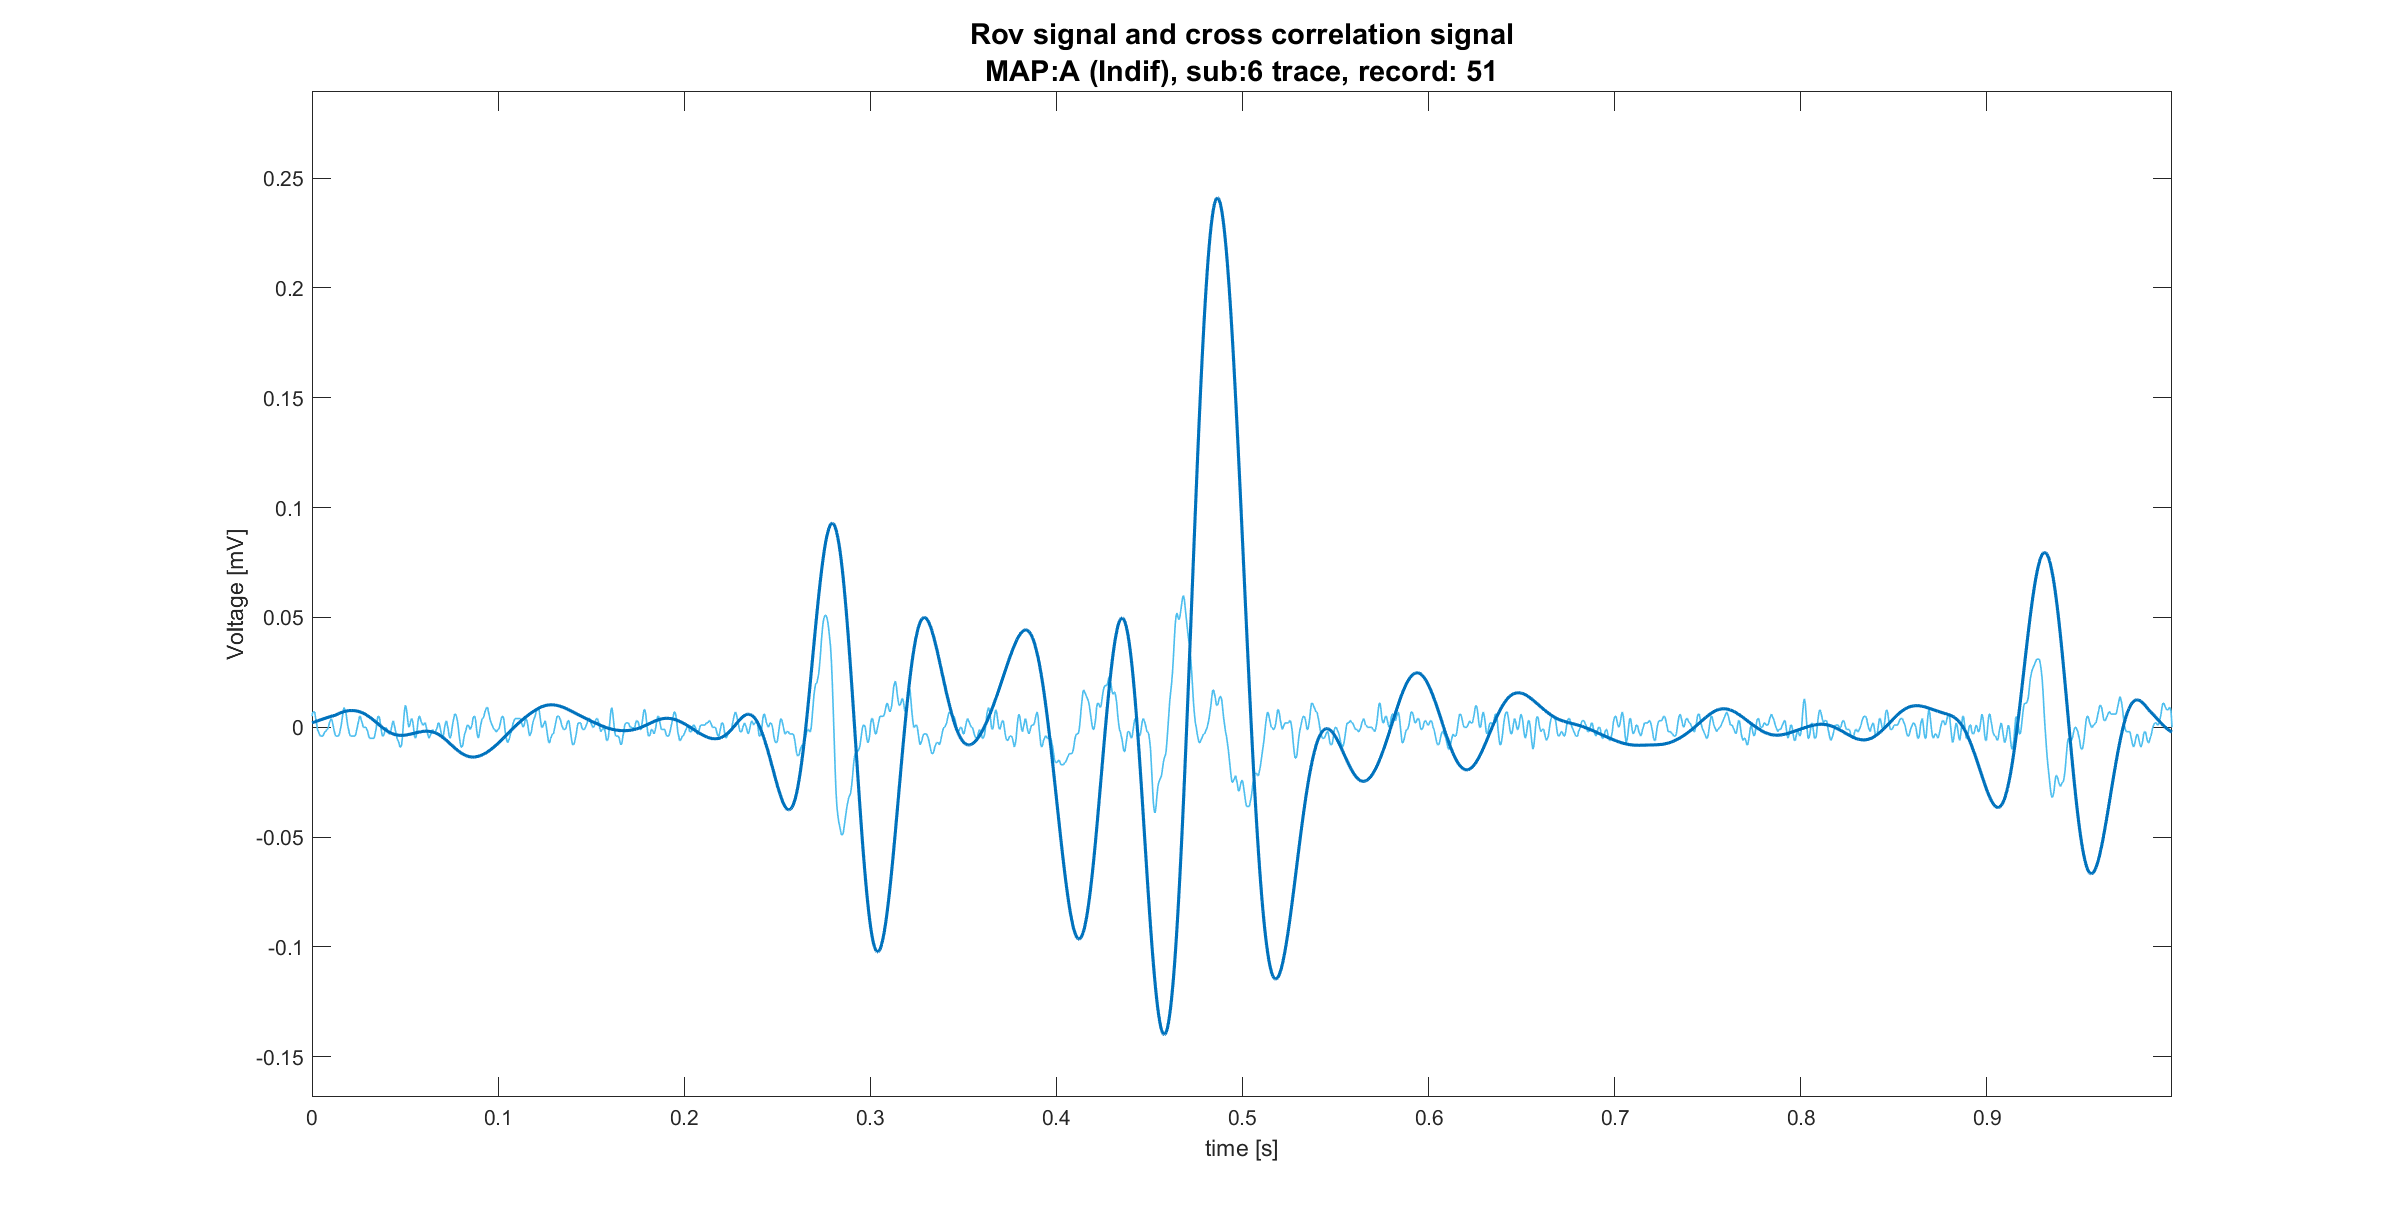 Rov signal and cross correlation signal
MAP:A (Indif), sub:6 trace, record: 51
0.25
0.2
0.15
0.1
0.05
0
-0.05
-0.1
-0.15
Voltage [mV]
0 0.1 0.2 0.3 0.4 0.5 0.6 0.7 0.8 0.9
time [s]